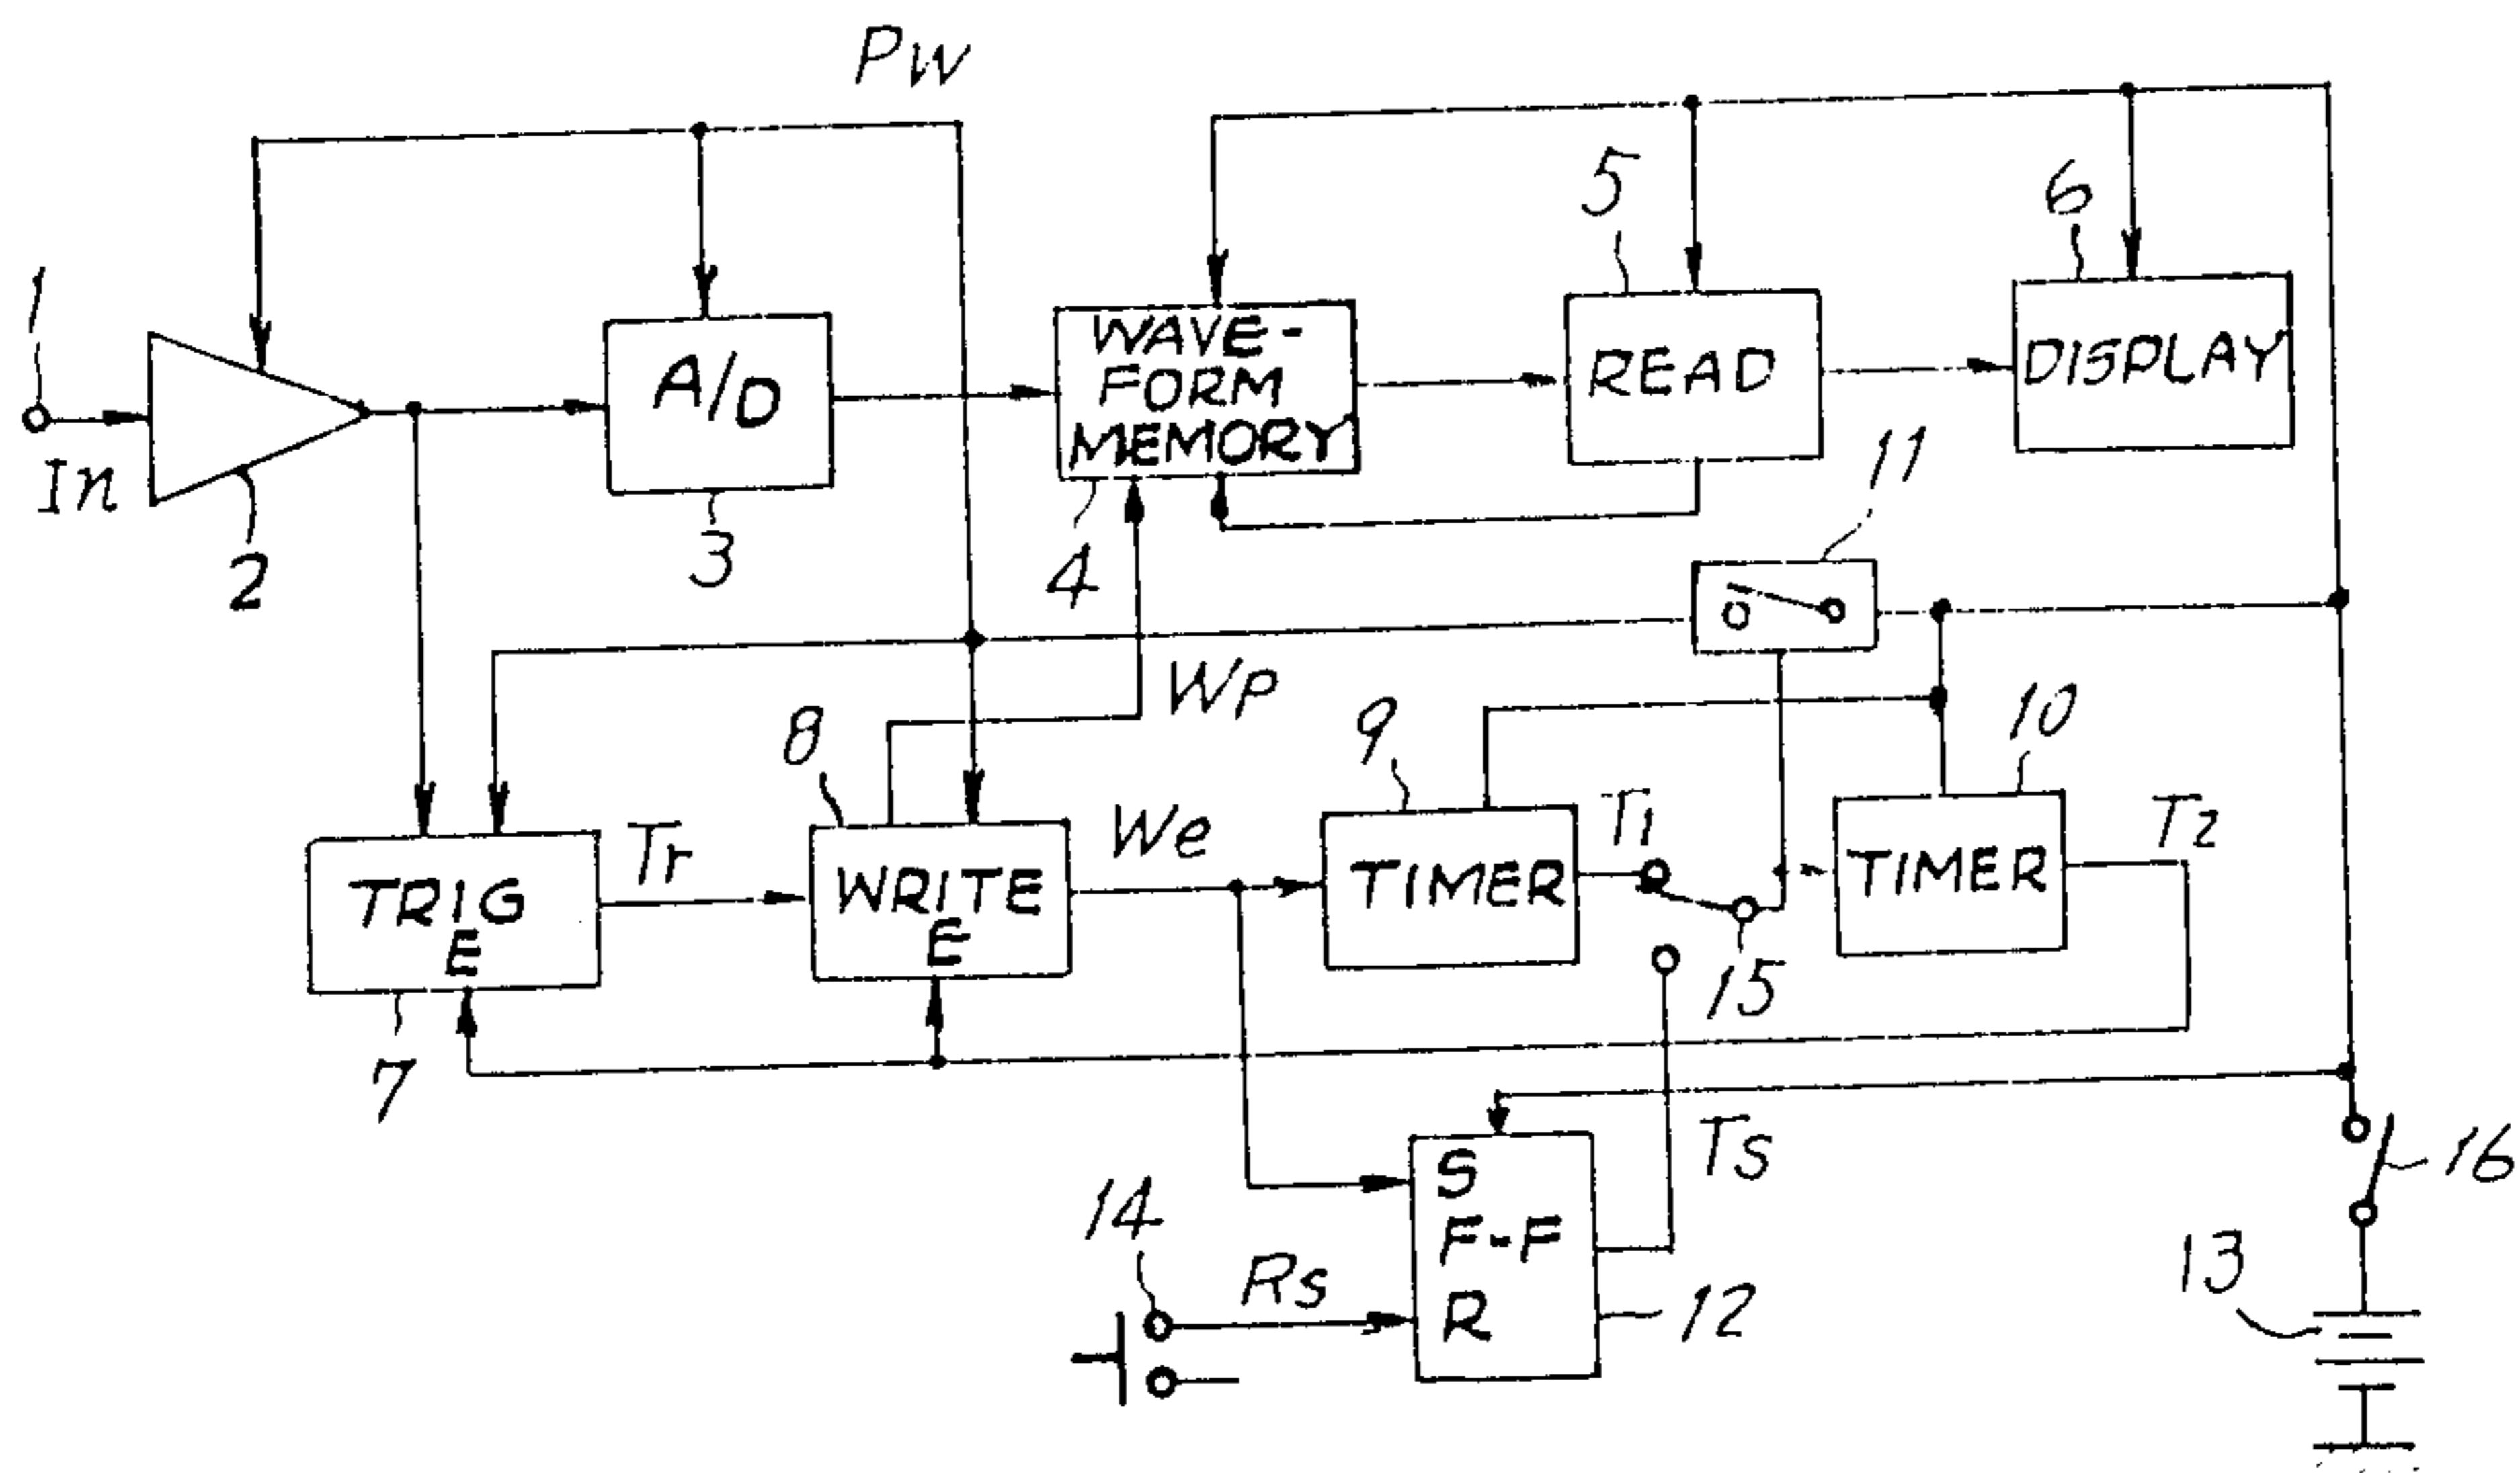 PW
5
6
1
A/D
WAVE-
FORM
MEMORY
READ
DISPLAY
In
2
3
4
11
Wp
8
9
10
Tr
We
T1
T2
TRIG
E
WRITE
E
TIMER
TIMER
15
7
Ts
S
F-F
R
14
Rs
12
16
13